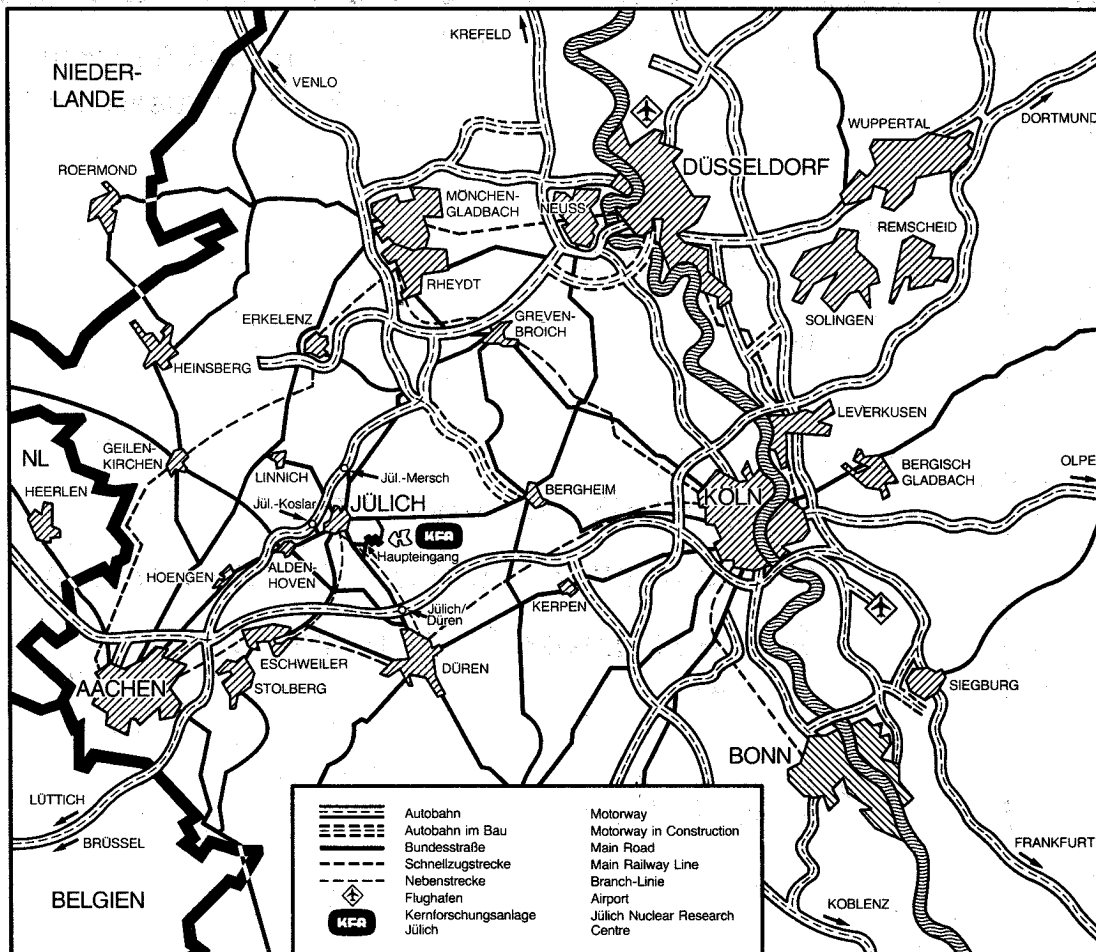 KREFELD
NIEDER-
LANDE
VENLO
DORTMUND
WUPPERTAL
DÜSSELDORF
ROERMOND
MÖNCHEN-
GLADBACH
NEUSS
REMSCHEID
RHEYDT
ERKELENZ
GREVEN-
BROICH
SOLINGEN
HEINSBERG
LEVERKUSEN
NL
GEILEN-
KIRCHEN
HEERLEN
LINNICH
Jül.-Mersch
BERGHEIM
KÖLN
BERGISCH
GLADBACH
OLPE
Jül.-Koslar
JÜLICH
KFA
Haupteingang
HOENGEN
ALDEN-
HOVEN
Jülich/
Düren
KERPEN
ESCHWEILER
DÜREN
AACHEN
STOLBERG
SIEGBURG
BONN
LÜTTICH
BRÜSSEL
FRANKFURT
BELGIEN
KOBLENZ
Autobahn Motorway
Autobahn im Bau Motorway in Construction
Bundesstraße Main Road
Schnellzugstrecke Main Railway Line
Nebenstrecke Branch-Linie
Flughafen Airport
KFA Kernforschungsanlage Jülich Nuclear Research
Jülich Centre